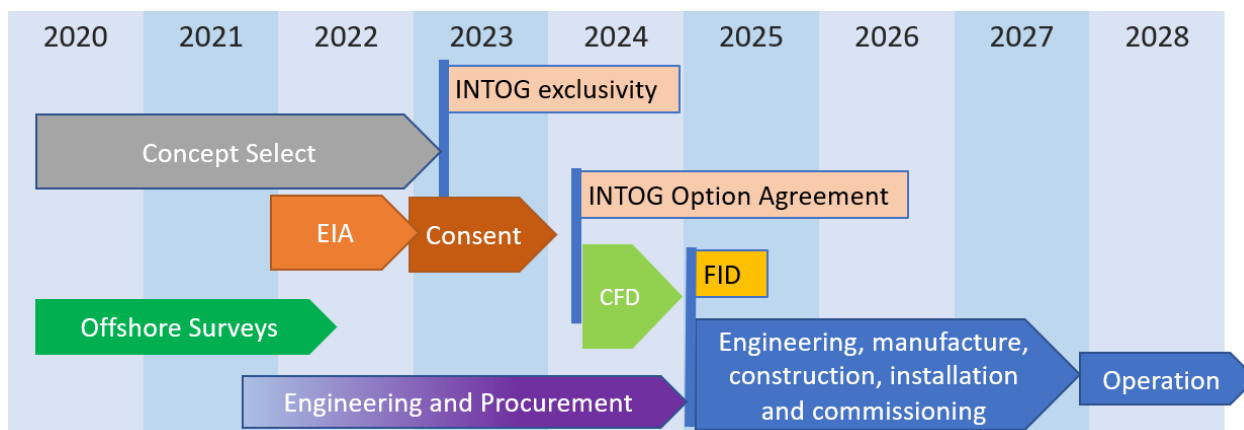 2020 2021 2022 2023 2024 2025 2026 2027 2028
INTOG exclusivity
Concept Select
INTOG Option Agreement
EIA
Consent
FID
CFD
Offshore Surveys
Engineering, manufacture,
construction, installation
and commissioning
Operation
Engineering and Procurement